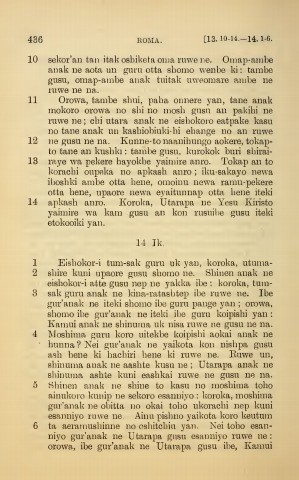 436 ROMA. [13. 10-14.—14. 1-6.
10 sekor'an tan itak oshiketa oma ruwe ne. Omap-ambe
anak ne aota un guru otta shomo wenbe ki: tambe
gusu, omap-ambe anak tuitak uweomare ambe ne
ruwe ne na.
11 Orowa, tambe shui, paha onnere yan, tane anak
mokoro orowa no shi no mosh gusu an pakihi ne
ruwe ne; chi utara anak ne eishokoro eatpake kasu
no tane anak un kashiobiuki-hi ehange no an ruwe
12 ne gusu ne na. Kunne-to naanihungo aokere, tokap-
to tane an kushki: tambe gusu, kurokok buri shirai-
13 raye wa pekere hayokbe yaimire anro. Tokap an to
korachi oupeka no apkash anro; iku-sakayo newa
iboshki ambe otta hene, omoinu newa ramu-pekere
otta hene, upaore newa eyaitunnap otta hene iteki
14 apkash anro. Koroka, Utarapa ne Yesu Kiristo
yaimire wa kam gusu an kon rusuibe gusu iteki
etokooiki yan.
14 Ik.
1 Eishokor-i tum-sak guru uk yan, koroka, utuma-
2 shire kuni upaore gusu shomo ne. Shinen anak ne
eishokor-i atte gusu nep ne yakka ibe: koroka, tum-
3 sak guru anak ne kina-ratashtep ibe ruwe ne. Ibe
gur'anak ne iteki shomo ibe guru pange yan; orowa,
shomo ibe gur'anak ne iteki ibe guru koipishi yan:
Kamui anak ne shinuma uk nisa ruwe ne gusu ne na.
4 Moshima guru koro uitekbe koipishi aokai anak ne
hunna? Nei gur'anak ne yaikota kon nishpa gusu
ash hene ki hachiri hene ki ruwe ne. Ruwe un,
shinuma anak ne aashte kusu ne; Utarapa anak ne
shinuma ashte kuni eashkai ruwe ne gusu ne na.
5 Shinen anak ne shine to kasu no moshima toho
ainukoro kunip ne sekoro esanniyo: koroka, moshima
gur'anak ne obitta no okai toho ukorachi nep kuni
esanniyo ruwe ne. Ainu pishno yaikota koro keutum
6 ta aeramushinne no oshitchiu yan. Nei toho esan-
niyo gur'anak ne Utarapa gusu esanniyo ruwe ne:
orowa, ibe gur'anak ne Utarapa gusu ibe, Kamui